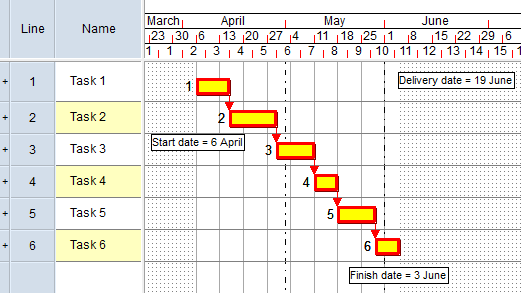 Line Name March April May June
23 30 6 13 20 27 4 11 18 25 1 8 15 22 29 6
1 1 2 3 4 5 6 7 8 9 10 11 12 13 14 15 1
+ 1 Task 1 1 Delivery date = 19 June
+ 2 Task 2 2
Start date = 6 April
+ 3 Task 3 3
+ 4 Task 4 4
+ 5 Task 5 5
+ 6 Task 6 6
Finish date = 3 June